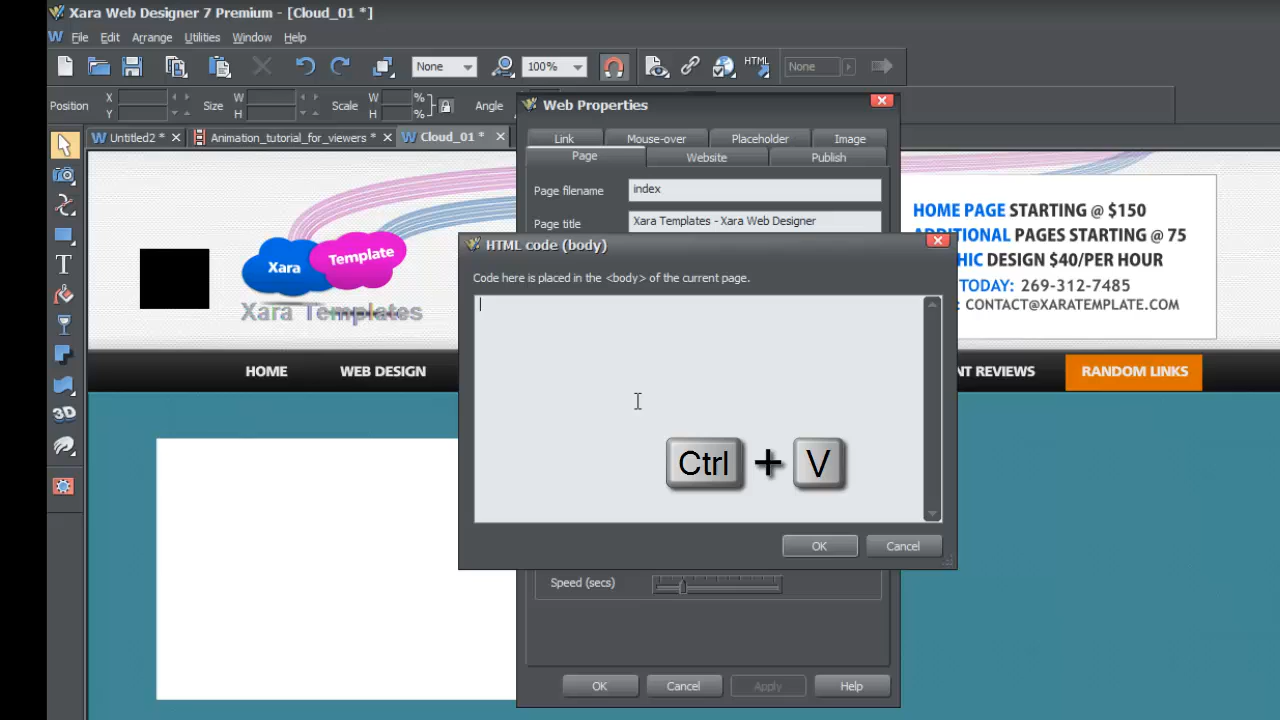 Xara Web Designer 7 Premium - [Cloud_01 *]
File Edit Arrange Utilities Window Help
None 100% HTML None
Position X Y Size W H Scale W % H % Angle
Untitled2 * Animation_tutorial_for_viewers * Cloud_01 *
Web Properties
Link Mouse-over Placeholder Image
Page Website Publish
Page filename index
Page title Xara Templates - Xara Web Designer
HTML code (body)
Code here is placed in the <body> of the current page.
Ctrl + V
OK Cancel
Speed (secs)
OK Cancel Apply Help
Xara Template
Xara Templates
HOME PAGE STARTING @ $150
PAGES STARTING @ 75
DESIGN $40/PER HOUR
269-312-7485
CONTACT@XARATEMPLATE.COM
HOME WEB DESIGN REVIEWS RANDOM LINKS
T
3D